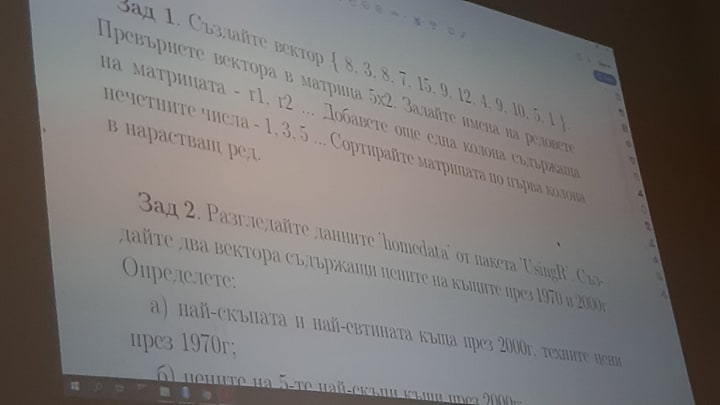 Зад 1. Създайте вектор { 8, 3, 8, 7, 15, 9, 12, 4, 9, 10, 5, 1 }.
Превърнете вектора в матрица 5x2. Задайте имена на редовете
на матрицата - r1, r2 ... Добавете още една колона съдържаща
нечетните числа - 1, 3, 5 ... Сортирайте матрицата по първа колона
в нарастващ ред.
Зад 2. Разгледайте данните 'homedata' от пакета 'UsingR'. Съз-
дайте два вектора съдържащи цените на къщите през 1970 и 2000г
Определете:
а) най-скъпата и най-евтината къща през 2000г, техните цени
през 1970г;
б) цените на 5-те най-скъпи къщи през 2000г